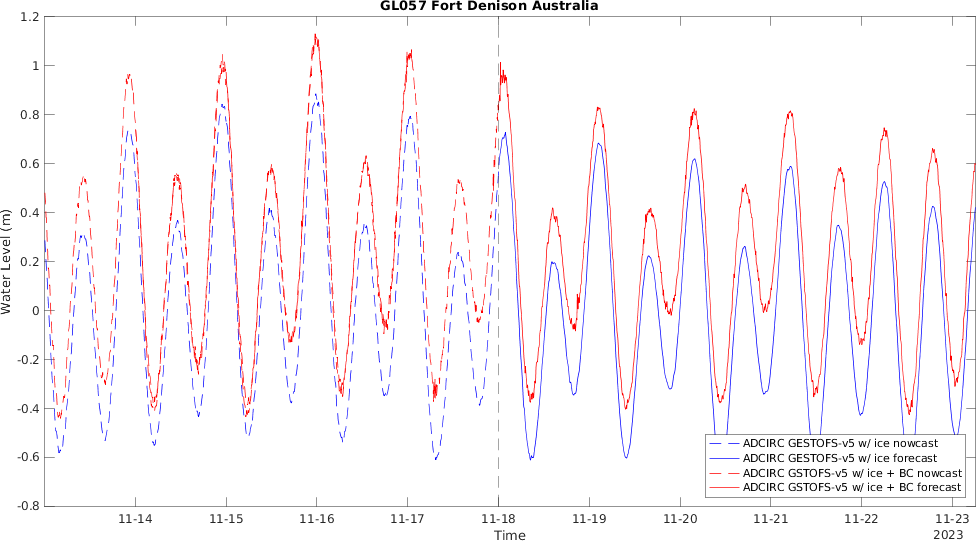 GL057 Fort Denison Australia
Water Level (m)
1.2
1
0.8
0.6
0.4
0.2
0
-0.2
-0.4
-0.6
-0.8
ADCIRC GESTOFS-v5 w/ ice nowcast
ADCIRC GESTOFS-v5 w/ ice forecast
ADCIRC GSTOFS-v5 w/ ice + BC nowcast
ADCIRC GSTOFS-v5 w/ ice + BC forecast
11-14 11-15 11-16 11-17 11-18 11-19 11-20 11-21 11-22 11-23
Time
2023